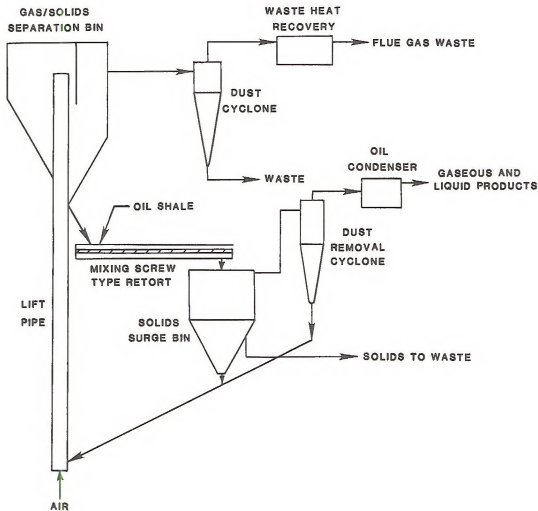 GAS/SOLIDS
SEPARATION BIN
WASTE HEAT
RECOVERY
FLUE GAS WASTE
DUST
CYCLONE
WASTE
OIL
CONDENSER
GASEOUS AND
LIQUID PRODUCTS
OIL SHALE
DUST
REMOVAL
CYCLONE
MIXING SCREW
TYPE RETORT
LIFT
PIPE
SOLIDS
SURGE BIN
SOLIDS TO WASTE
AIR